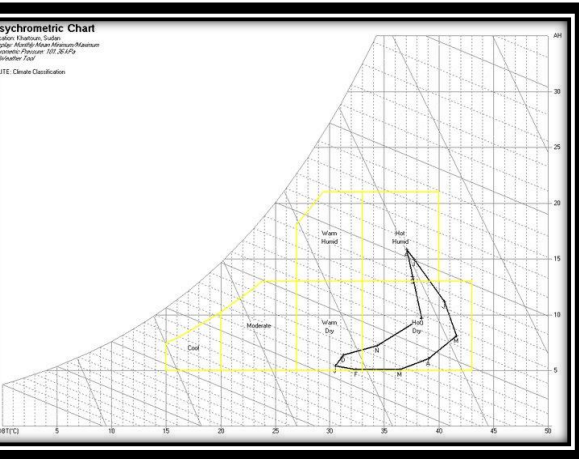 sychrometric Chart
cation: Khartoum, Sudan
splay: Monthly Mean Minimum/Maximum
rometric Pressure: 101.36 kPa
Weather Tool
UTE: Climate Classification
AH
30
25
20
Warm
Humid
Hot
Humid
15
10
Cool
Moderate
Warm
Dry
Hot
Dry
J
M
N
D
A
J
F
M
5
DBT(°C)
5
10
15
20
25
30
35
40
45
50